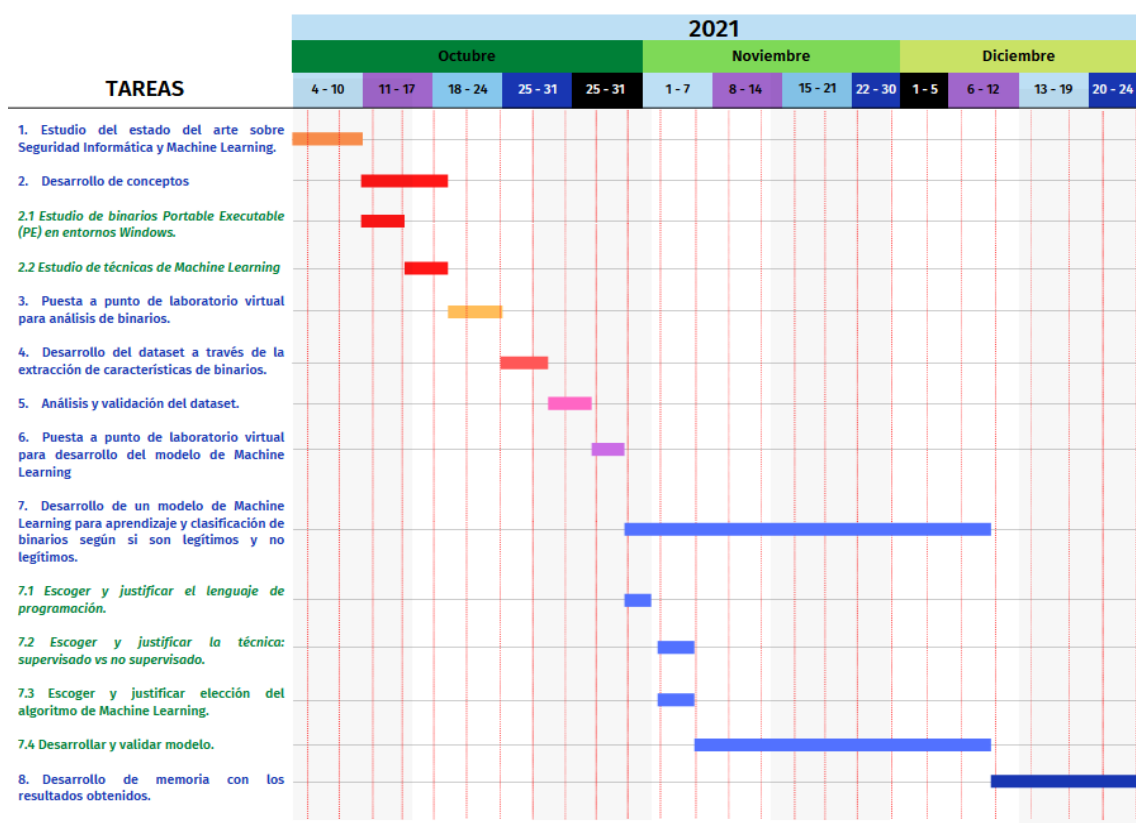 2021
Octubre Noviembre Diciembre
TAREAS 4 - 10 11 - 17 18 - 24 25 - 31 25 - 31 1 - 7 8 - 14 15 - 21 22 - 30 1 - 5 6 - 12 13 - 19 20 - 24
1. Estudio del estado del arte sobre
Seguridad Informática y Machine Learning.
2. Desarrollo de conceptos
2.1 Estudio de binarios Portable Executable
(PE) en entornos Windows.
2.2 Estudio de técnicas de Machine Learning
3. Puesta a punto de laboratorio virtual
para análisis de binarios.
4. Desarrollo del dataset a través de la
extracción de características de binarios.
5. Análisis y validación del dataset.
6. Puesta a punto de laboratorio virtual
para desarrollo del modelo de Machine
Learning
7. Desarrollo de un modelo de Machine
Learning para aprendizaje y clasificación de
binarios según si son legítimos y no
legítimos.
7.1 Escoger y justificar el lenguaje de
programación.
7.2 Escoger y justificar la técnica:
supervisado vs no supervisado.
7.3 Escoger y justificar elección del
algoritmo de Machine Learning.
7.4 Desarrollar y validar modelo.
8. Desarrollo de memoria con los
resultados obtenidos.